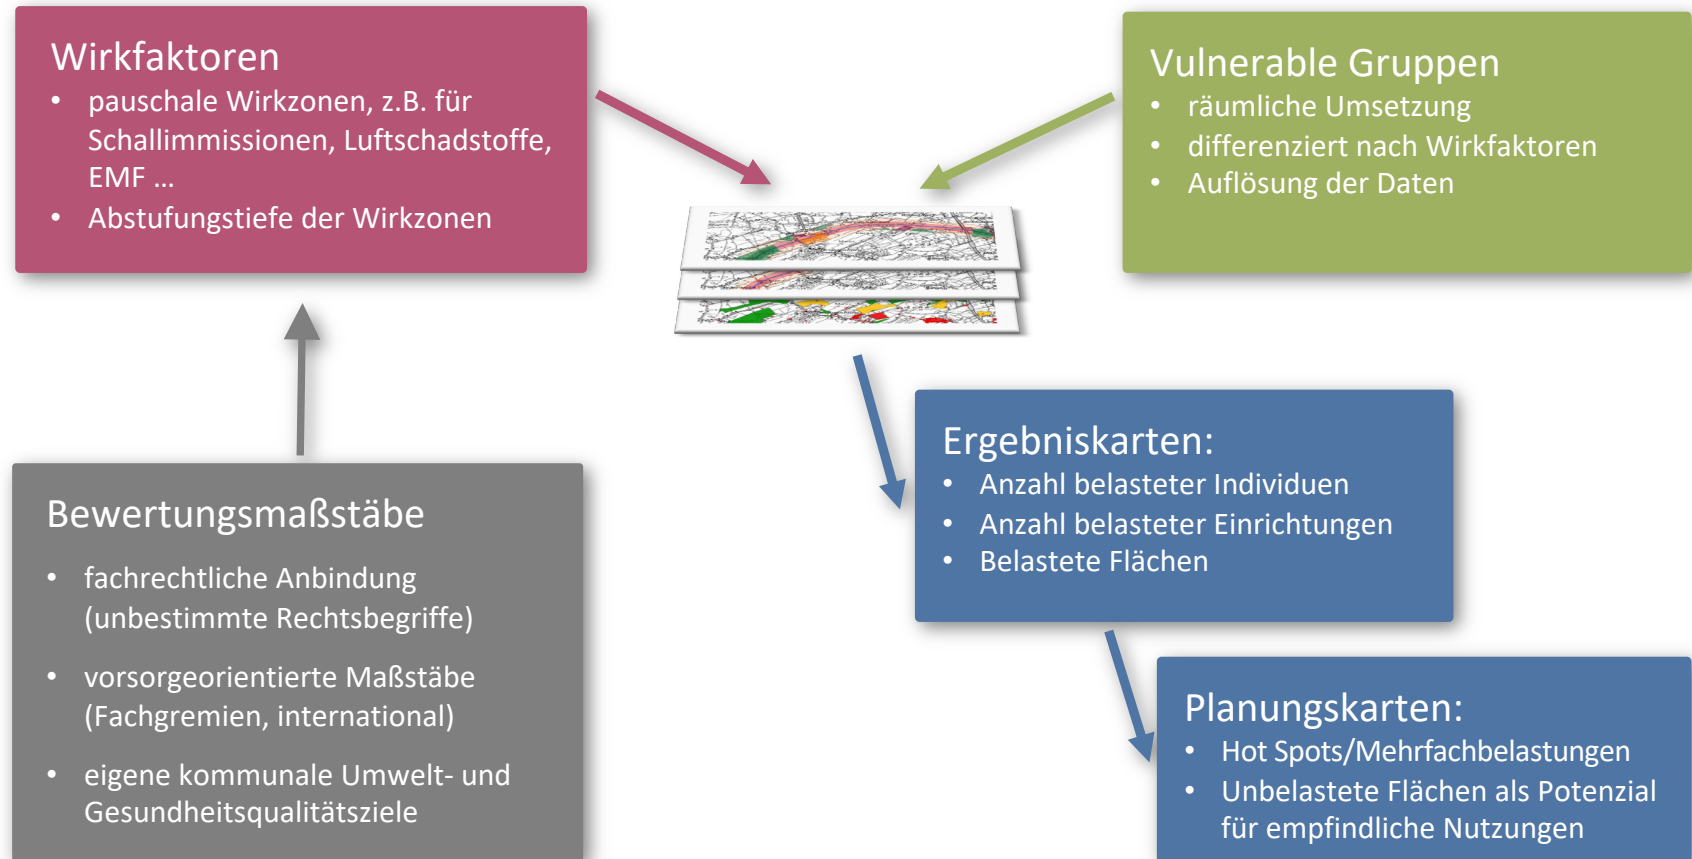 Wirkfaktoren
• pauschale Wirkzonen, z.B. für
Schallimmissionen, Luftschadstoffe,
EMF ...
• Abstufungstiefe der Wirkzonen
Vulnerable Gruppen
• räumliche Umsetzung
• differenziert nach Wirkfaktoren
• Auflösung der Daten
Bewertungsmaßstäbe
• fachrechtliche Anbindung
(unbestimmte Rechtsbegriffe)
• vorsorgeorientierte Maßstäbe
(Fachgremien, international)
• eigene kommunale Umwelt- und
Gesundheitsqualitätsziele
Ergebniskarten:
• Anzahl belasteter Individuen
• Anzahl belasteter Einrichtungen
• Belastete Flächen
Planungskarten:
• Hot Spots/Mehrfachbelastungen
• Unbelastete Flächen als Potenzial
für empfindliche Nutzungen